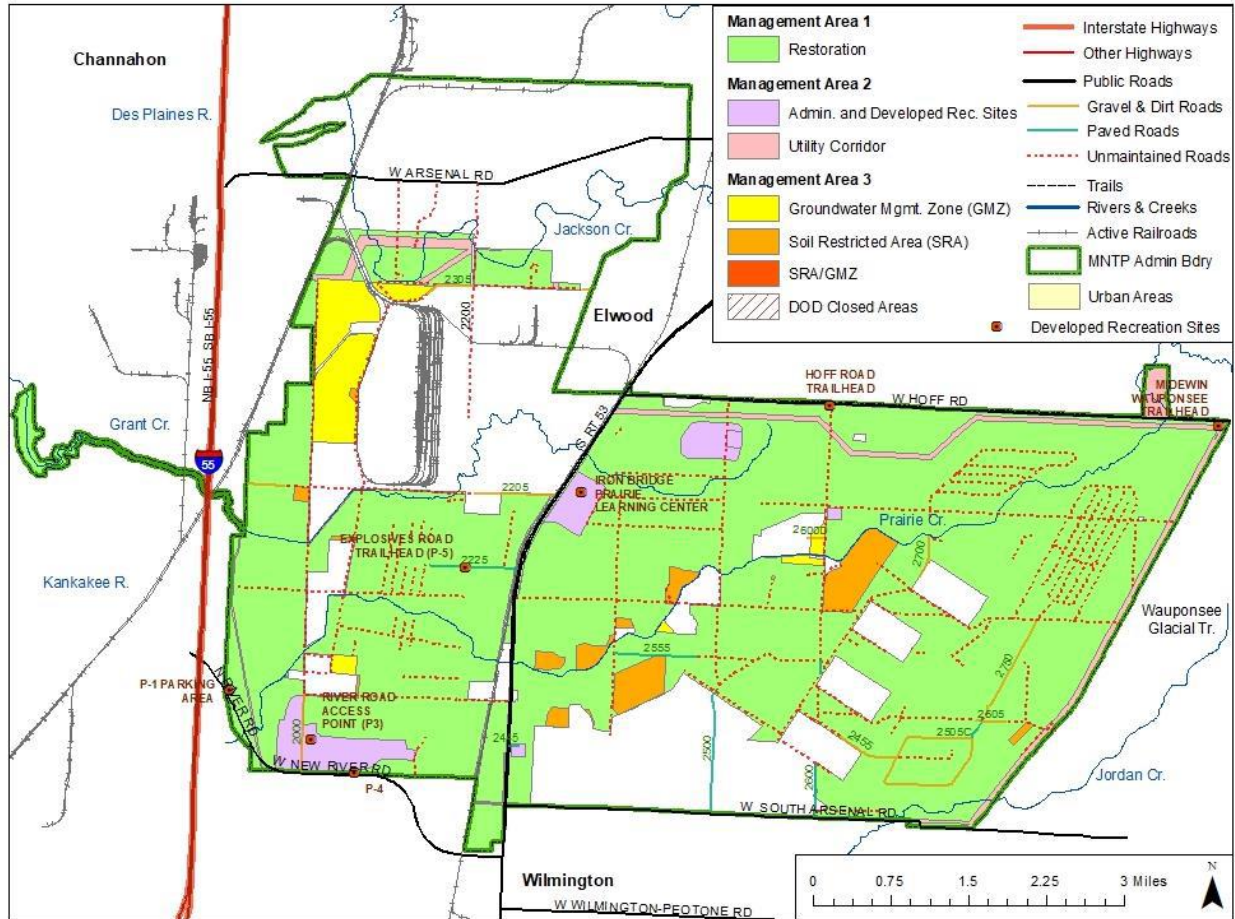 Channahon
Des Plaines R.
W ARSENAL RD
Jackson Cr.
2305
2200
Elwood
NB I-55 SB I-55
Grant Cr.
55
S RT 53
HOFF ROAD
TRAILHEAD
W HOFF RD
MIDEWIN
WAUPONSEE
TRAILHEAD
2205
IRON BRIDGE
PRAIRIE
LEARNING CENTER
EXPLOSIVES ROAD
TRAILHEAD (P-5)
2225
Prairie Cr.
2700
Kankakee R.
Wauponsee
Glacial Tr.
2555
2750
P-1 PARKING
AREA
N RIVER RD
RIVER ROAD
ACCESS
POINT (P3)
2000
W NEW RIVER RD
P-4
2500
2600
2455
2505C
2605
Jordan Cr.
W SOUTH ARSENAL RD
Wilmington
W WILMINGTON-PEOTONE RD
Management Area 1
Restoration
Management Area 2
Admin. and Developed Rec. Sites
Utility Corridor
Management Area 3
Groundwater Mgmt. Zone (GMZ)
Soil Restricted Area (SRA)
SRA/GMZ
DOD Closed Areas
Interstate Highways
Other Highways
Public Roads
Gravel & Dirt Roads
Paved Roads
Unmaintained Roads
Trails
Rivers & Creeks
Active Railroads
MNTP Admin Bdry
Urban Areas
Developed Recreation Sites
0 0.75 1.5 2.25 3 Miles
N